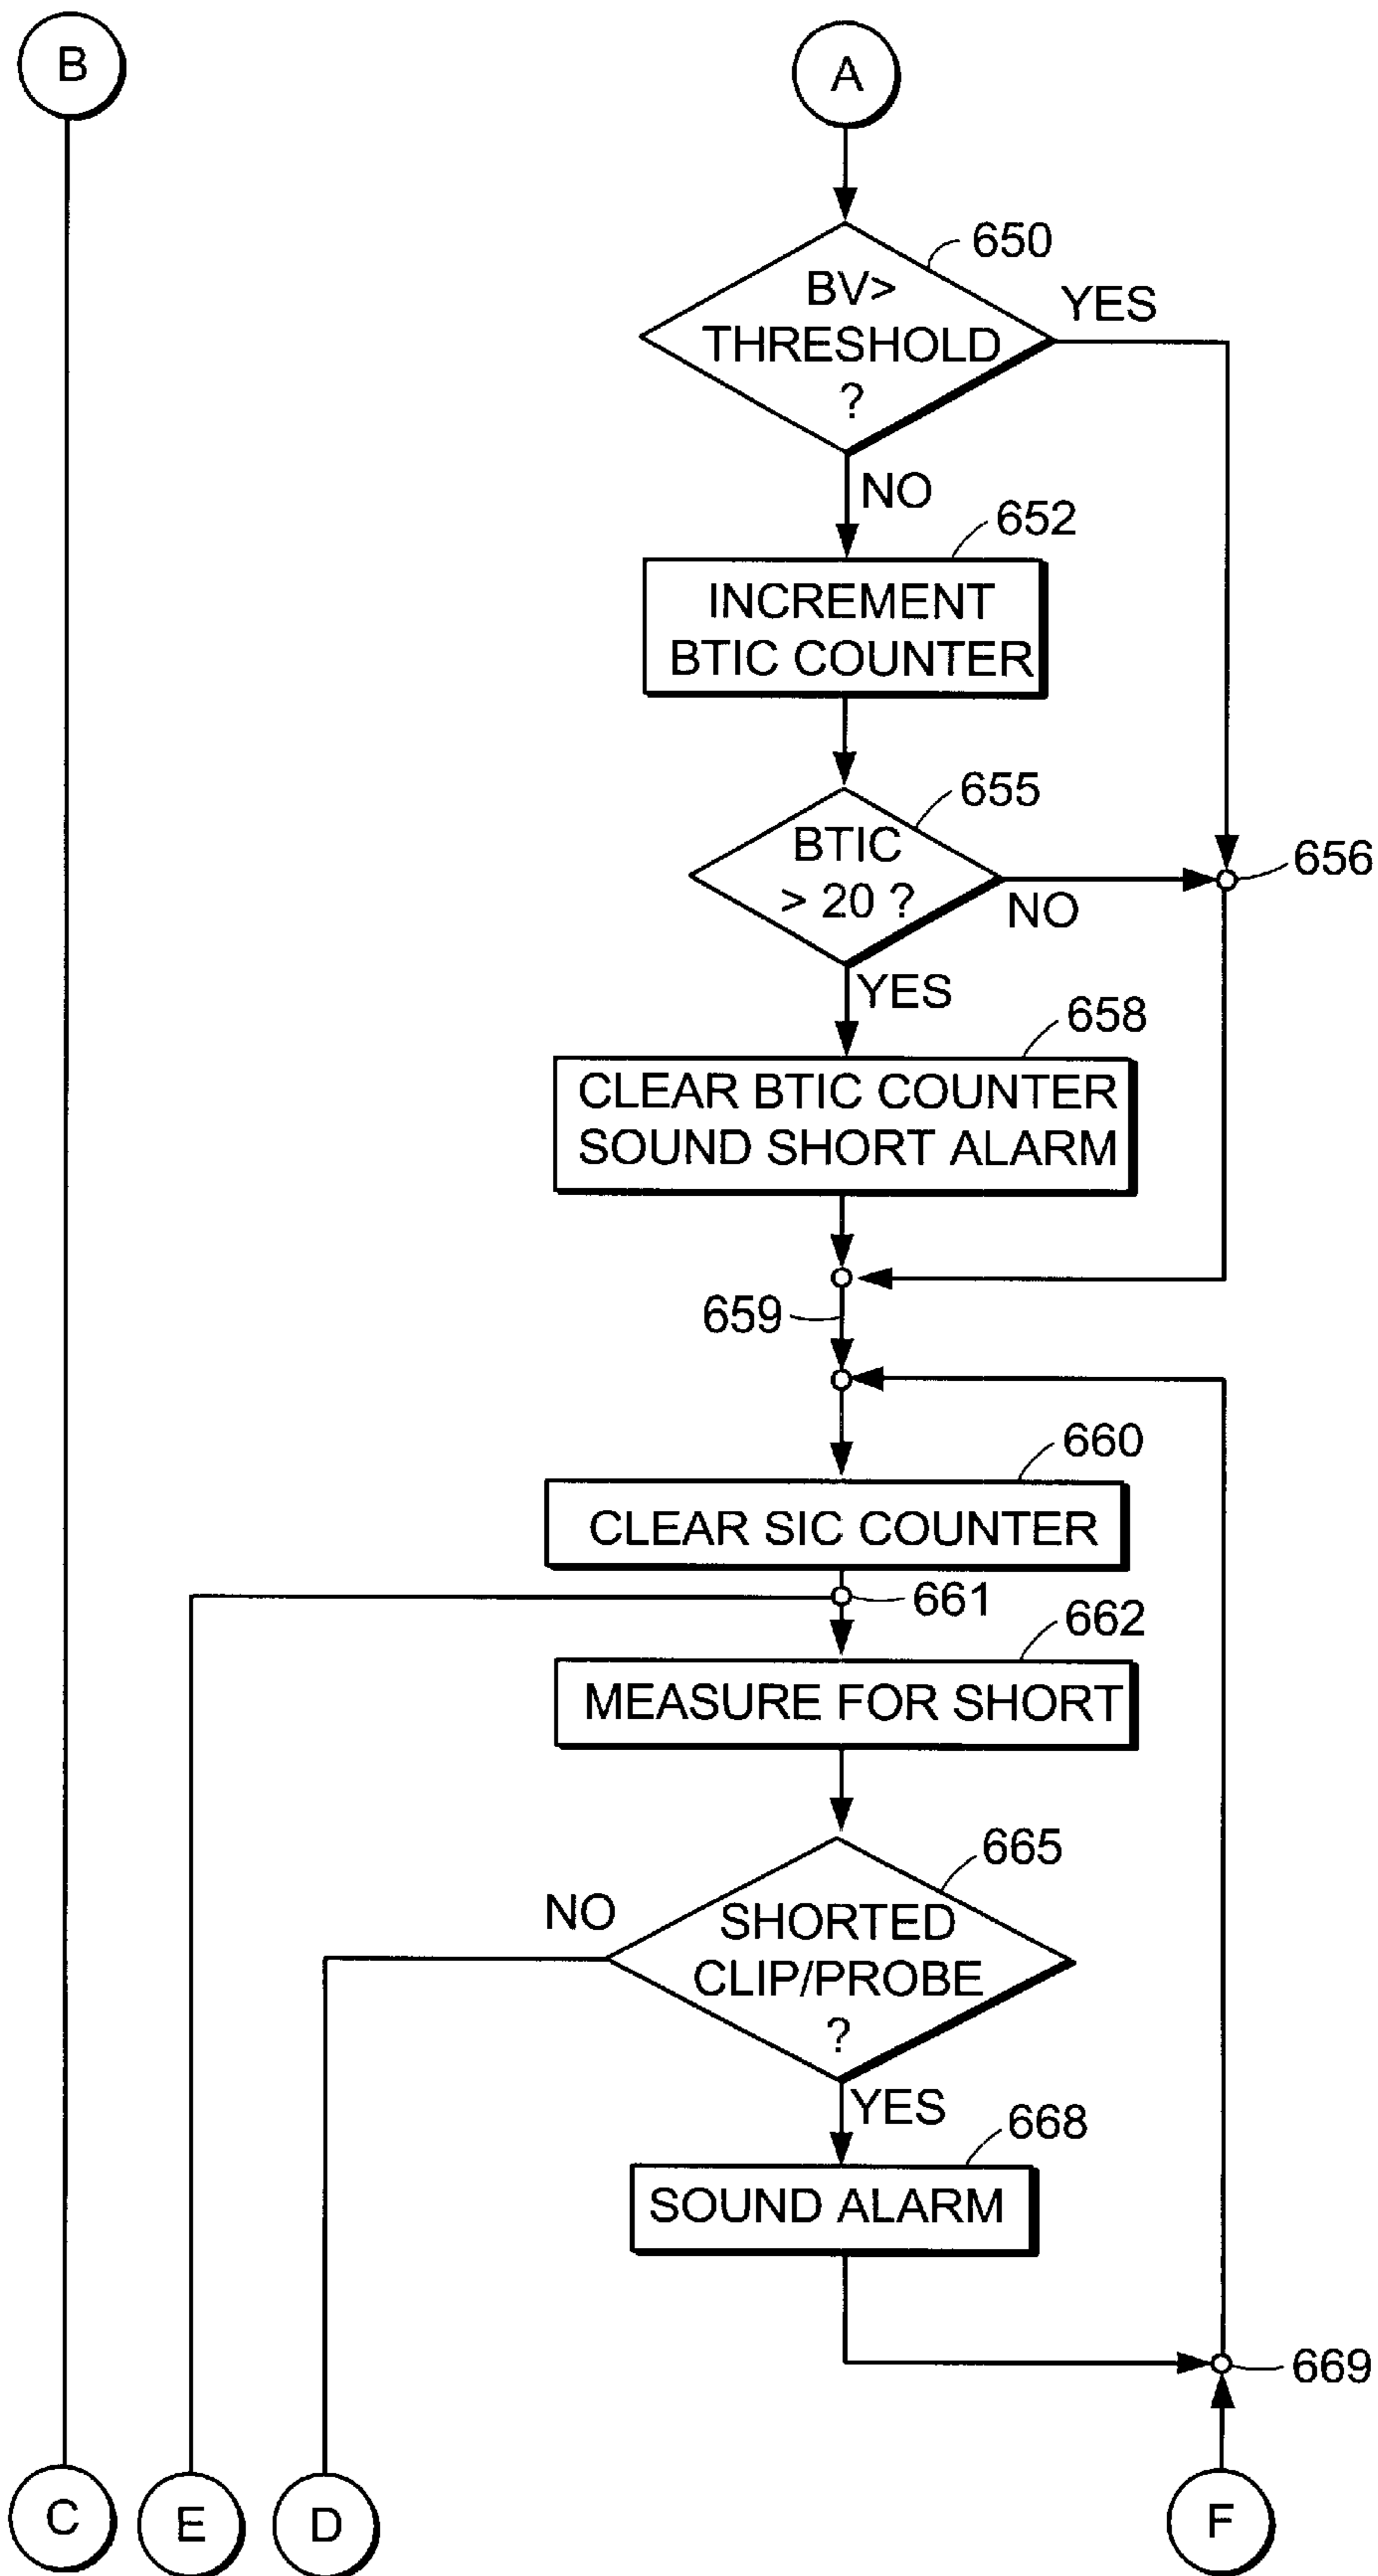 B
A
650
BV>
THRESHOLD
?
YES
NO
652
INCREMENT
BTIC COUNTER
655
BTIC
> 20 ?
NO
656
YES
658
CLEAR BTIC COUNTER
SOUND SHORT ALARM
659
660
CLEAR SIC COUNTER
661
662
MEASURE FOR SHORT
665
NO
SHORTED
CLIP/PROBE
?
YES
668
SOUND ALARM
669
C
E
D
F